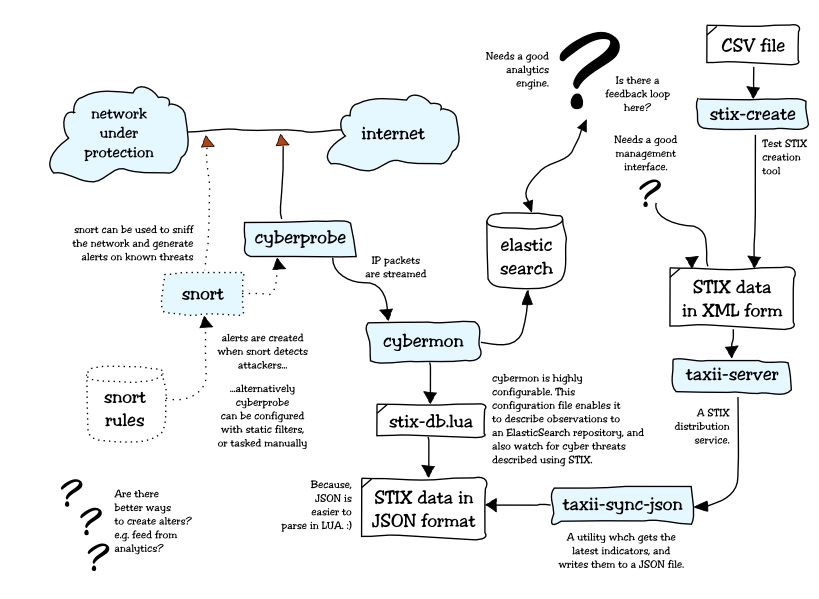 CSV file
Needs a good
analytics
engine.
?
Is there a
feedback loop
here?
network
under
protection
internet
stix-create
Needs a good
management
interface.
?
Test STIX
creation
tool
snort can be used to sniff
the network and generate
alerts on known threats
cyberprobe
elastic
search
IP packets
are streamed
snort
STIX data
in XML form
cybermon
alerts are created
when snort detects
attackers...
...alternatively
cyberprobe
can be configured
with static filters,
or tasked manually
snort
rules
taxii-server
cybermon is highly
configurable. This
configuration file enables it
to describe observations to
an ElasticSearch repository, and
also watch for cyber threats
described using STIX.
stix-db.lua
A STIX
distribution
service.
Because,
JSON is
easier to
parse in LUA. :)
STIX data in
JSON format
taxii-sync-json
A utility whch gets the
latest indicators, and
writes them to a JSON file.
?
?
?
Are there
better ways
to create alters?
e.g. feed from
analytics?